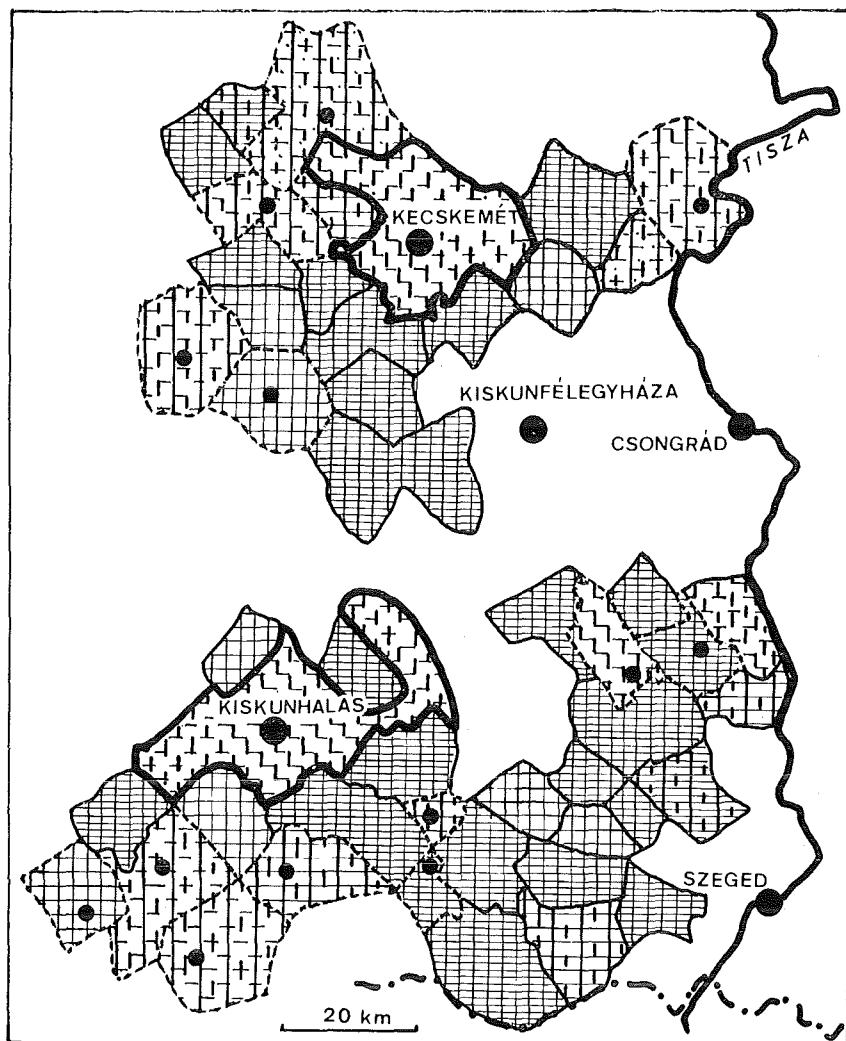 TISZA
KECSKEMÉT
KISKUNFÉLEGYHÁZA
CSONGRÁD
KISKUNHALAS
SZEGED
20 km